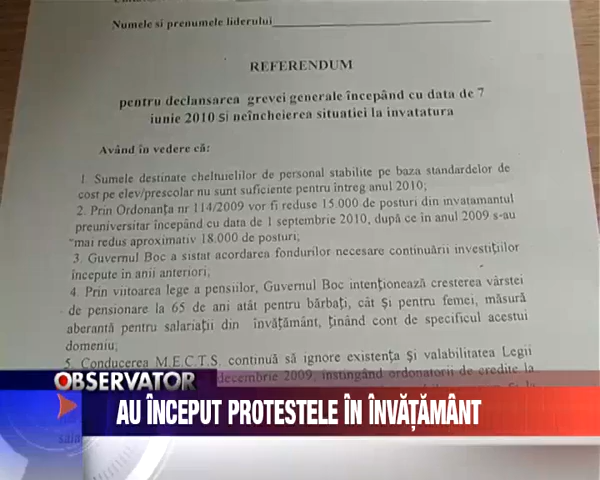 Numele si prenumele liderului
REFERENDUM
pentru declansarea grevei generale începând cu data de 7
iunie 2010 si neîncheierea situatiei la invatatura
Având în vedere că:
1. Sumele destinate cheltuielilor de personal stabilite pe baza standardelor de
cost pe elev/prescolar nu sunt suficiente pentru întreg anul 2010;
2. Prin Ordonanța nr 114/2009 vor fi reduse 15.000 de posturi din invatamantul
preuniversitar începând cu data de 1 septembrie 2010, după ce in anul 2009 s-au
mai redus aproximativ 18.000 de posturi;
3. Guvernul Boc a sistat acordarea fondurilor necesare continuării investițiilor
începute in anii anteriori;
4. Prin viitoarea lege a pensiilor, Guvernul Boc intenționează cresterea vârstei
de pensionare la 65 de ani atât pentru bărbați, cât și pentru femei, măsură
aberantă pentru salariații din învățământ, ținând cont de specificul acestui
domeniu;
5. Conducerea M.E.C.T.S. continuă să ignore existența și valabilitatea Legii
decembrie 2009, instingând ordonatorii de credite la
OBSERVATOR
AU ÎNCEPUT PROTESTELE ÎN ÎNVĂȚĂMÂNT